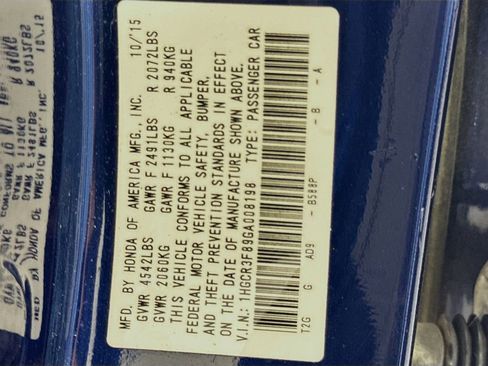 MFD. BY HONDA OF AMERICA MFG., INC. 10/15
GVWR 4542LBS GAWR F 2491LBS R 2072LBS
GVWR 2060KG GAWR F 1130KG R 940KG
THIS VEHICLE CONFORMS TO ALL APPLICABLE
FEDERAL MOTOR VEHICLE SAFETY, BUMPER,
AND THEFT PREVENTION STANDARDS IN EFFECT
ON THE DATE OF MANUFACTURE SHOWN ABOVE.
V.I.N.: 1HGCR3F89GA008198 TYPE: PASSENGER CAR
T2G G AD9 - B588P - B - A